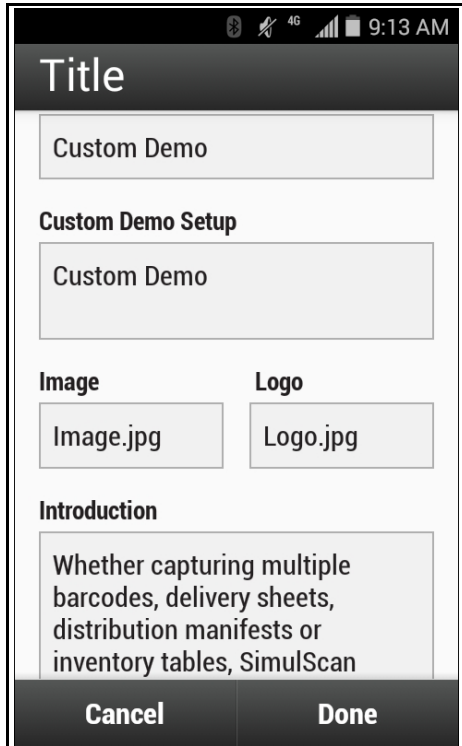 4G 9:13 AM
Title
Custom Demo
Custom Demo Setup
Custom Demo
Image Logo
Image.jpg Logo.jpg
Introduction
Whether capturing multiple
barcodes, delivery sheets,
distribution manifests or
inventory tables, SimulScan
Cancel Done